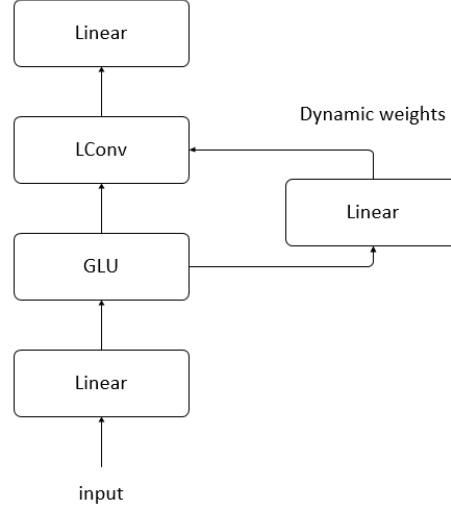 Linear
LConv
Dynamic weights
Linear
GLU
Linear
input